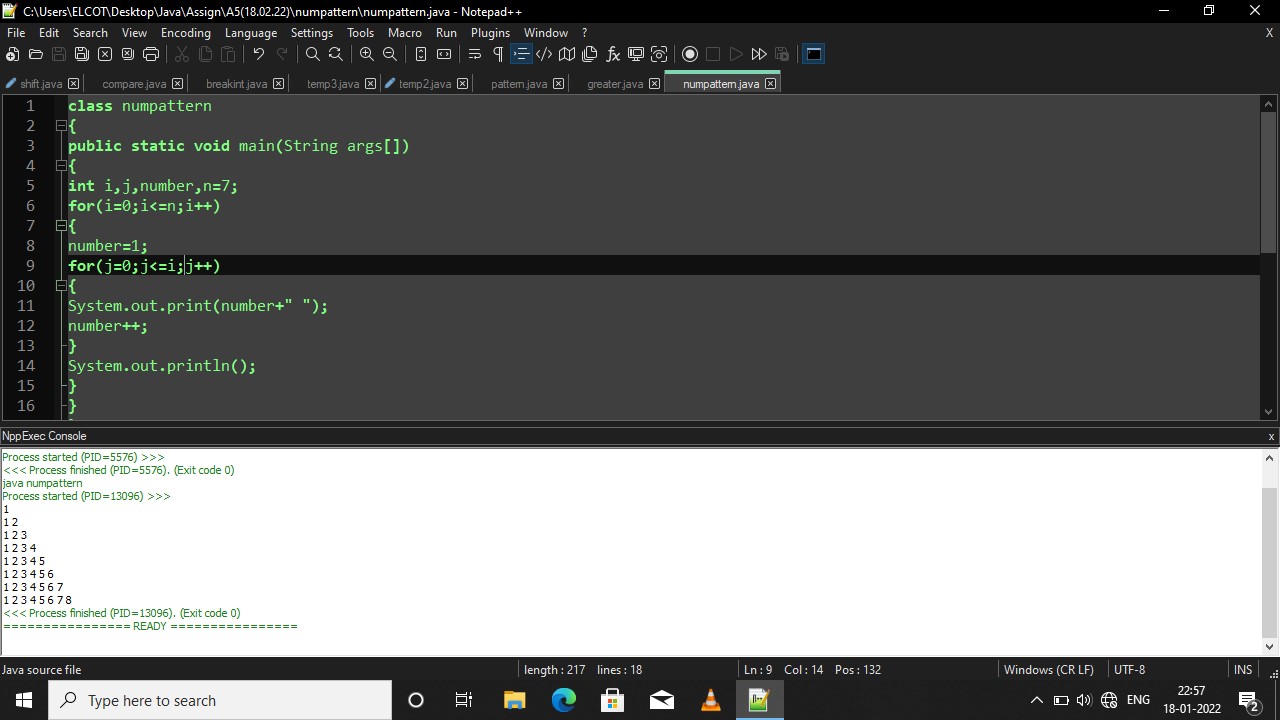 C:\Users\ELCOT\Desktop\Java\Assign\A5(18.02.22)\numpattern\numpattern.java - Notepad++
File Edit Search View Encoding Language Settings Tools Macro Run Plugins Window ? X
shift.java compare.java breakint.java temp3.java temp2.java pattern.java greater.java numpattern.java
1 class numpattern
2 {
3 public static void main(String args[])
4 {
5 int i,j,number,n=7;
6 for(i=0;i<=n;i++)
7 {
8 number=1;
9 for(j=0;j<=i;j++)
10 {
11 System.out.print(number+" ");
12 number++;
13 }
14 System.out.println();
15 }
16 }
NppExec Console x
Process started (PID=5576) >>>
<<< Process finished (PID=5576). (Exit code 0)
java numpattern
Process started (PID=13096) >>>
1
1 2
1 2 3
1 2 3 4
1 2 3 4 5
1 2 3 4 5 6
1 2 3 4 5 6 7
1 2 3 4 5 6 7 8
<<< Process finished (PID=13096). (Exit code 0)
================ READY ================
Java source file length : 217 lines : 18 Ln : 9 Col : 14 Pos : 132 Windows (CR LF) UTF-8 INS
Type here to search ENG 22:57
18-01-2022 2